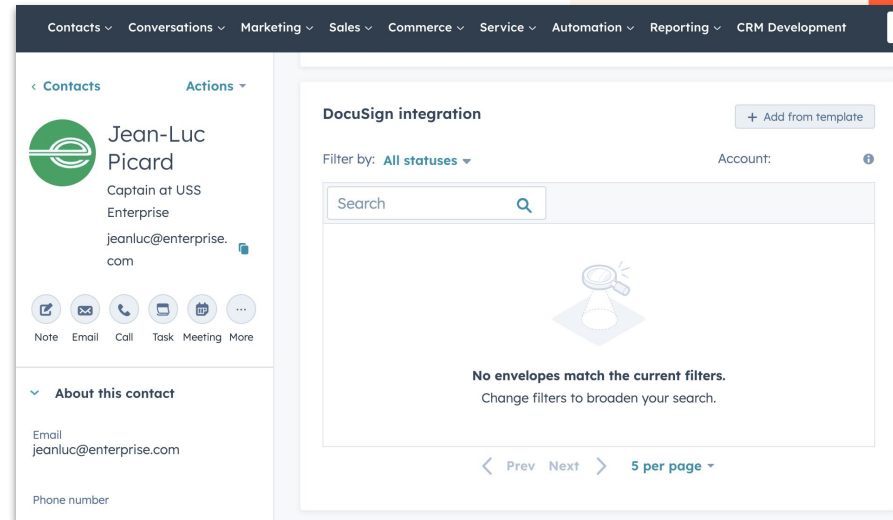 Contacts Conversations Marketing Sales Commerce Service Automation Reporting CRM Development
Contacts
Actions
Jean-Luc
Picard
Captain at USS
Enterprise
jeanluc@enterprise.
com
Note Email Call Task Meeting More
About this contact
Email
jeanluc@enterprise.com
Phone number
DocuSign integration
+ Add from template
Filter by: All statuses
Account:
Search
No envelopes match the current filters.
Change filters to broaden your search.
Prev Next 5 per page